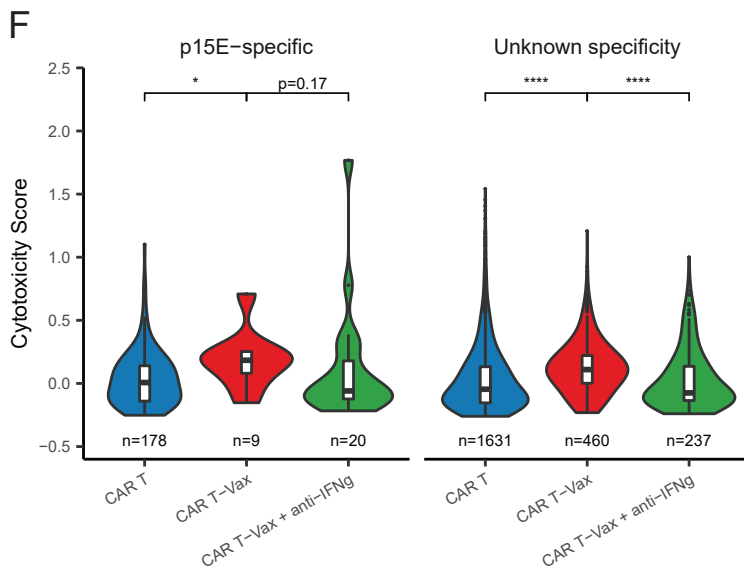 F
p15E−specific
Unknown specificity
Cytotoxicity Score
2.5
2.0
1.5
1.0
0.5
0.0
−0.5
*
p=0.17
****
****
n=178
n=9
n=20
n=1631
n=460
n=237
CAR T
CAR T−Vax
CAR T−Vax + anti−IFNg
CAR T
CAR T−Vax
CAR T−Vax + anti−IFNg